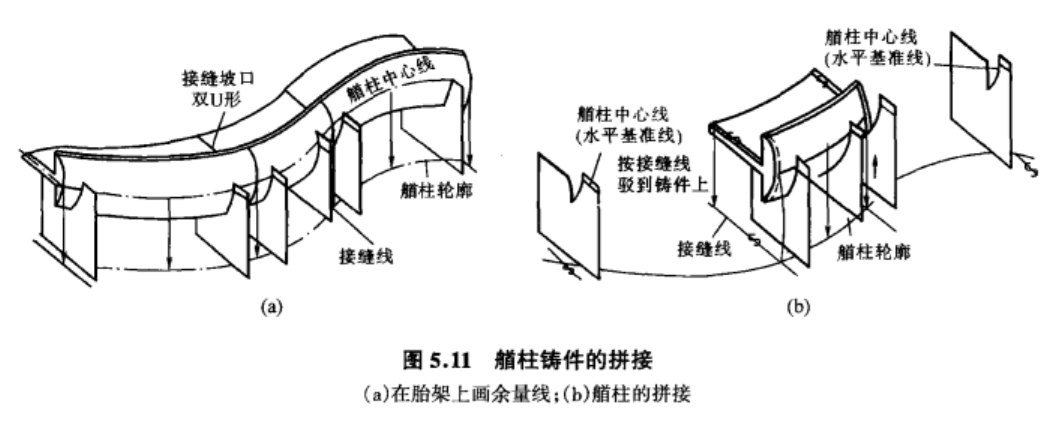 接缝坡口
双U形
艏柱中心线
艏柱轮廓
接缝线
(a)
艏柱中心线
(水平基准线)
艏柱中心线
(水平基准线)
按接缝线
驳到铸件上
接缝线
艏柱轮廓
(b)
图 5.11 艏柱铸件的拼接
(a)在胎架上画余量线;(b)艏柱的拼接